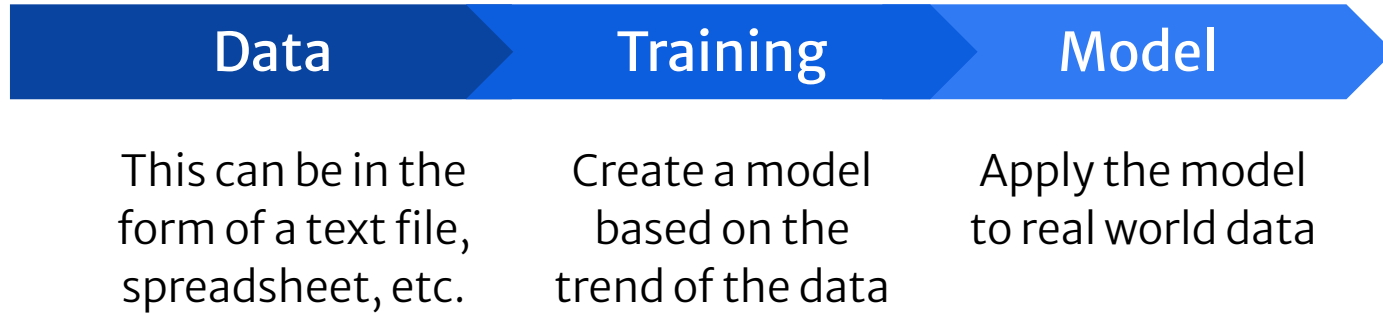 Data
Training
Model
This can be in the
form of a text file,
spreadsheet, etc.
Create a model
based on the
trend of the data
Apply the model
to real world data